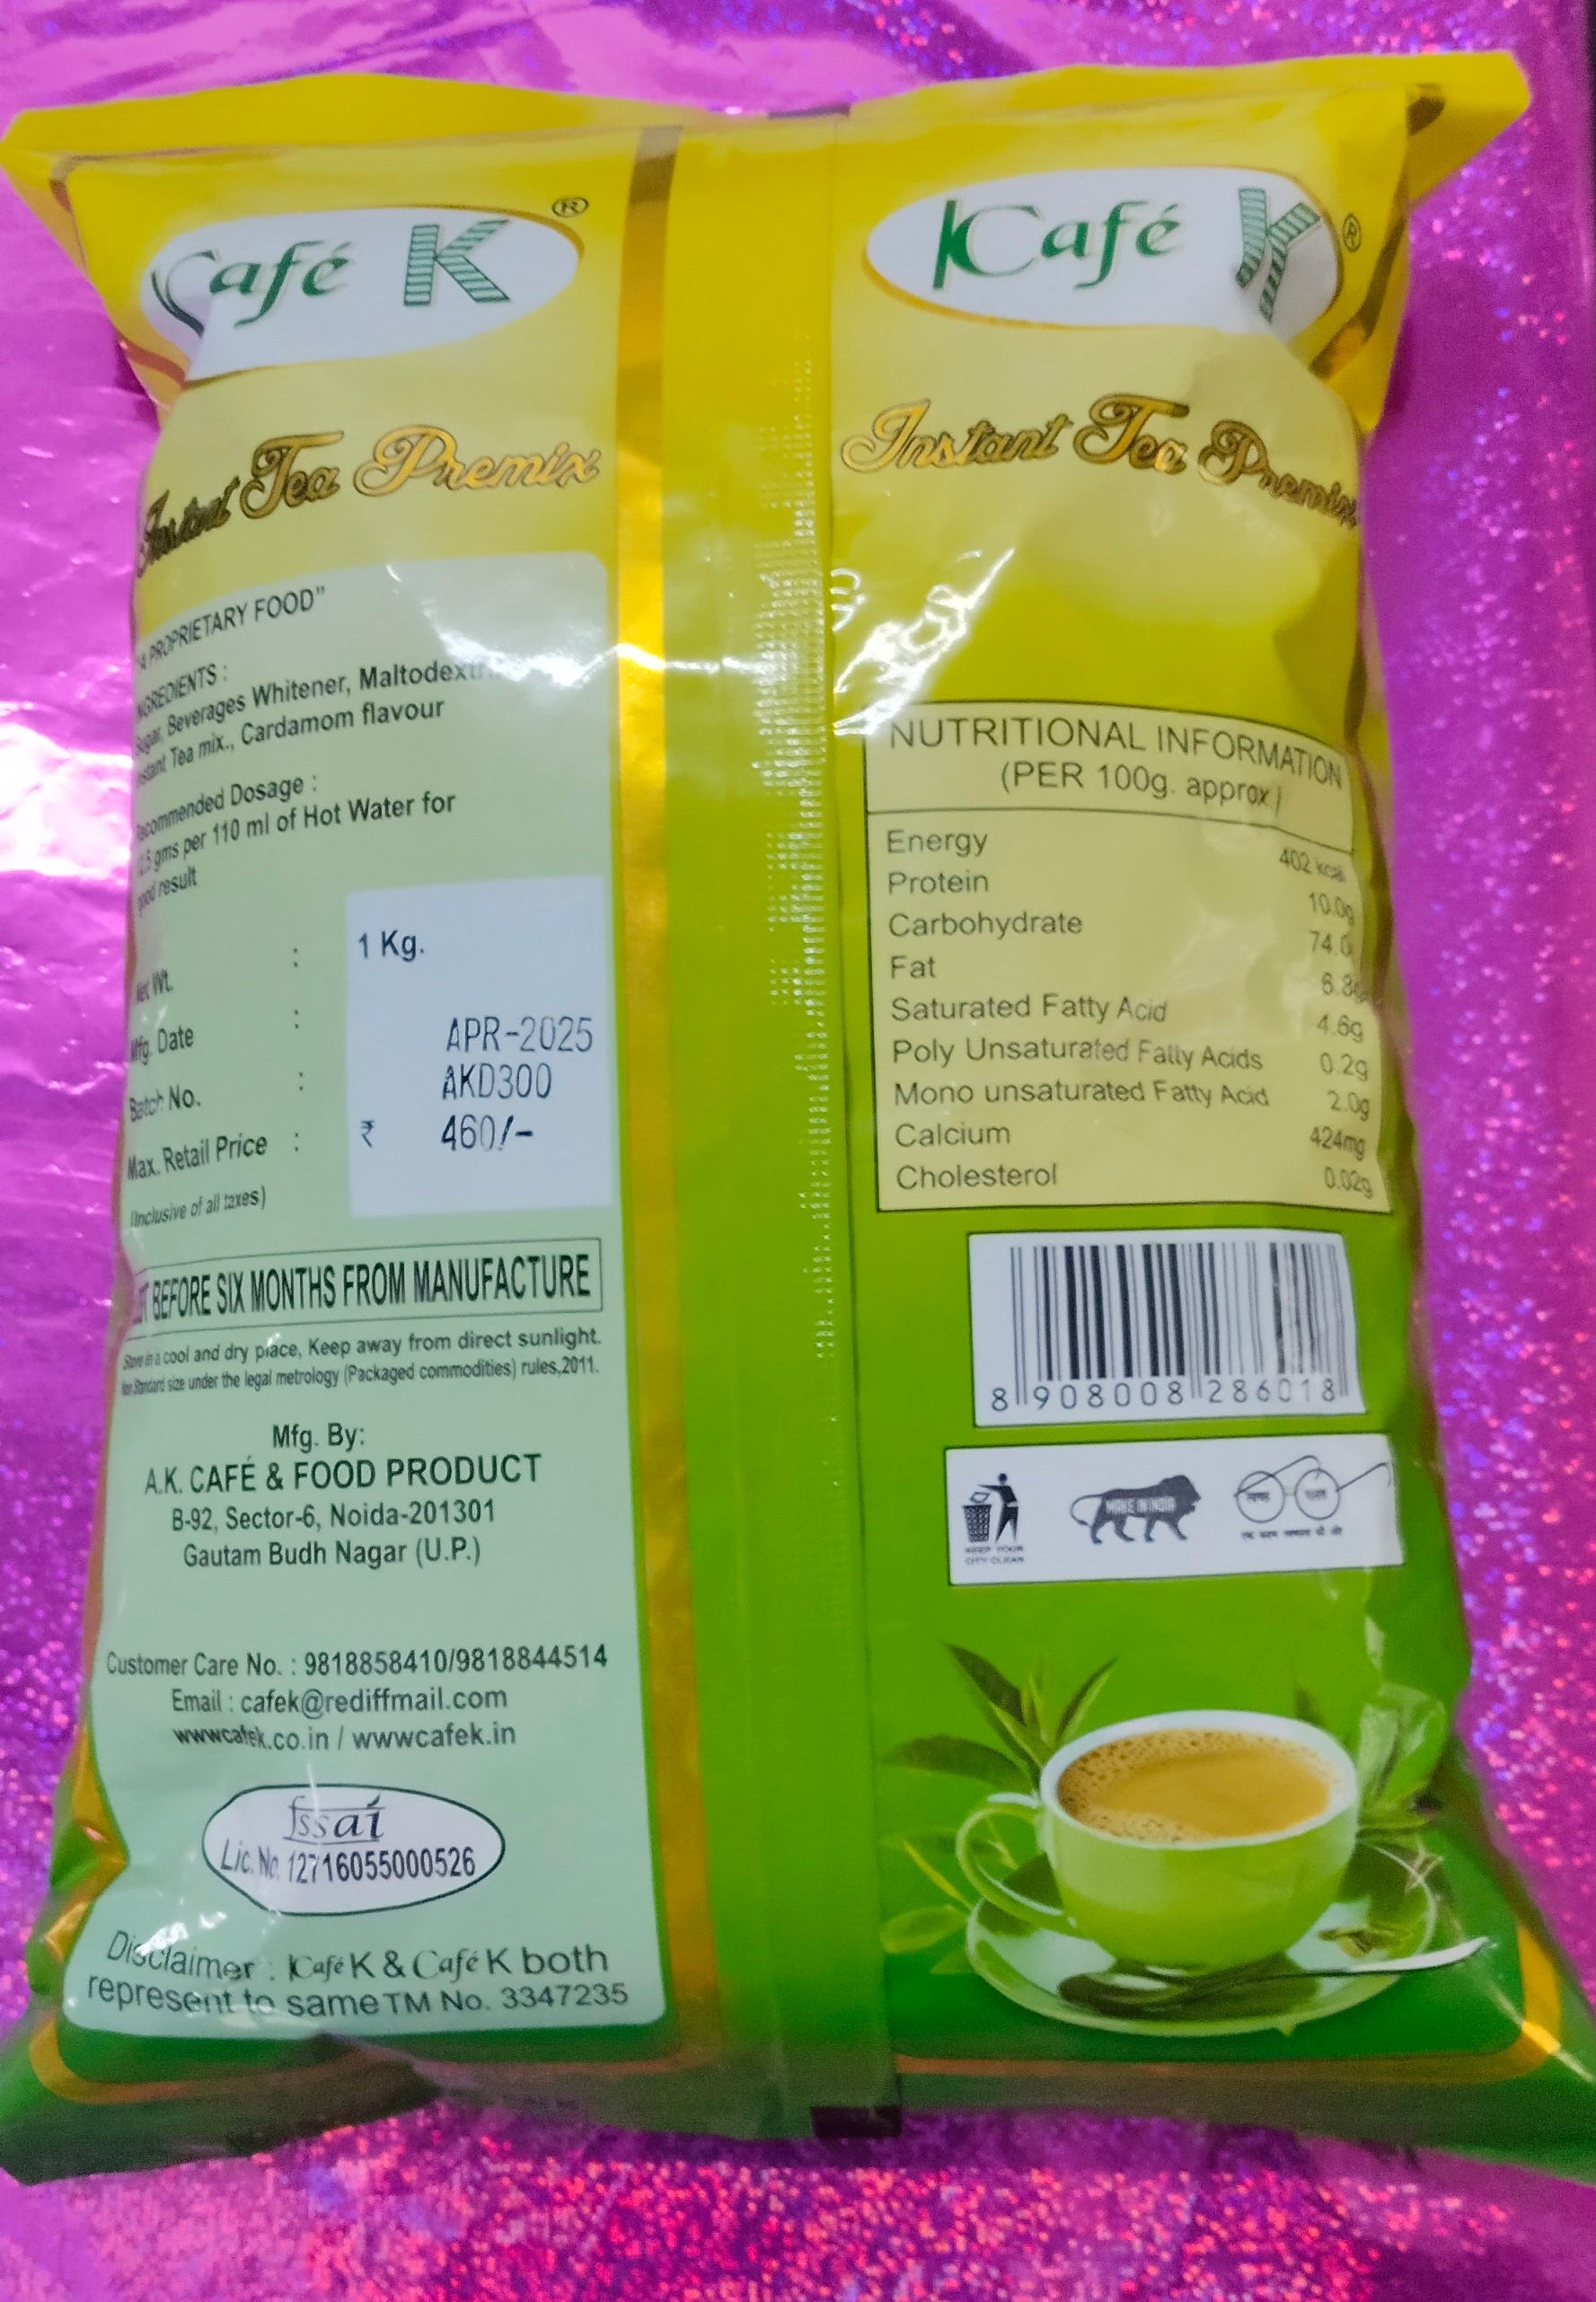 Café K ®
Instant Tea Premix
"A PROPRIETARY FOOD"
INGREDIENTS :
Sugar, Beverages Whitener,
Instant Tea mix., Cardamom flavour
Recommended Dosage :
gms per 110 ml of Hot Water for
good result
Net Wt. : 1 Kg.
Mfg. Date : APR-2025
Batch No. : AKD300
Max. Retail Price : ₹ 460/-
(Inclusive of all taxes)
BEFORE SIX MONTHS FROM MANUFACTURE
Store in a cool and dry place, Keep away from direct sunlight.
Non Standard size under the legal metrology (Packaged commodities) rules,2011.
Mfg. By:
A.K. CAFÉ & FOOD PRODUCT
B-92, Sector-6, Noida-201301
Gautam Budh Nagar (U.P.)
Customer Care No. : 9818858410/9818844514
Email : cafek@rediffmail.com
wwwcafek.co.in / wwwcafek.in
fssai
Lic. No. 12716055000526
Disclaimer : KCafé K & Café K both
represent to same TM No. 3347235
KCafé K ®
Instant Tea Premix
NUTRITIONAL INFORMATION
(PER 100g. approx)
Energy 402 kcal
Protein 10.0g
Carbohydrate
Fat
Saturated Fatty Acid 4.6g
Poly Unsaturated Fatty Acids 0.2g
Mono unsaturated Fatty Acid 2.0g
Calcium 424mg
Cholesterol 0.02g
8 908008 286018
KEEP YOUR
CITY CLEAN
MAKE IN INDIA